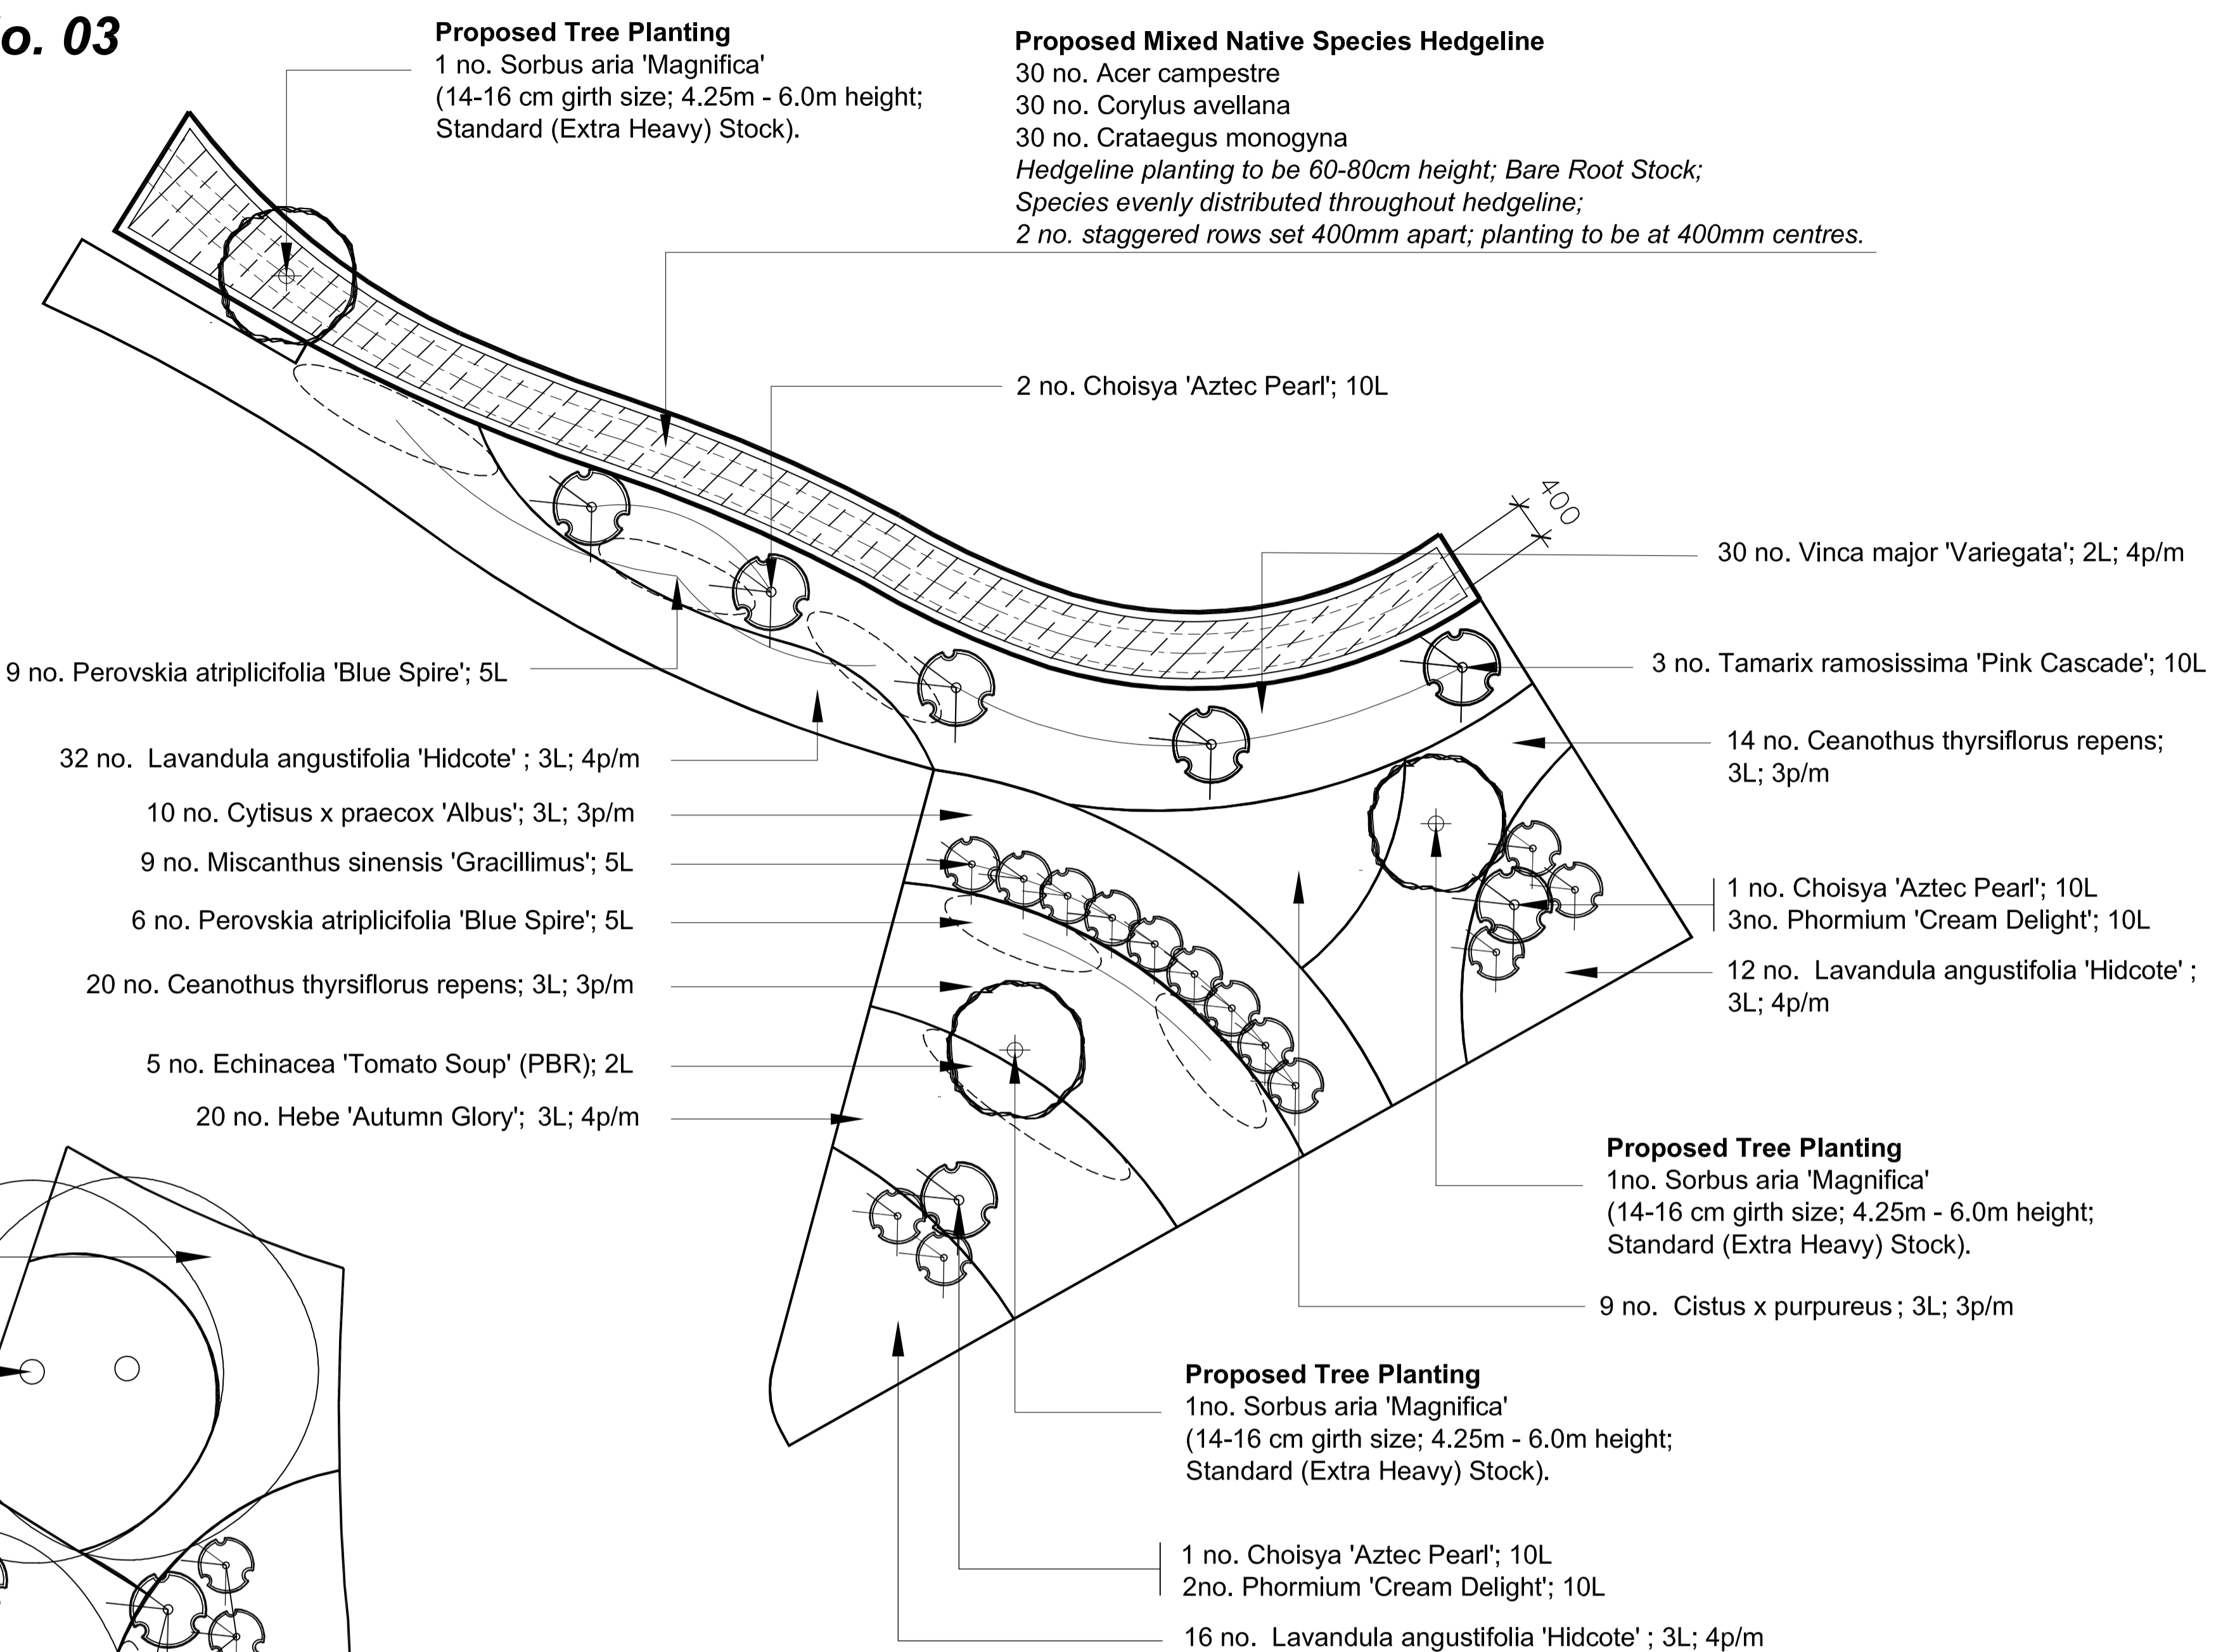 o. 03
Proposed Tree Planting
1 no. Sorbus aria 'Magnifica'
(14-16 cm girth size; 4.25m - 6.0m height;
Standard (Extra Heavy) Stock).
Proposed Mixed Native Species Hedgeline
30 no. Acer campestre
30 no. Corylus avellana
30 no. Crataegus monogyna
Hedgeline planting to be 60-80cm height; Bare Root Stock;
Species evenly distributed throughout hedgeline;
2 no. staggered rows set 400mm apart; planting to be at 400mm centres.
2 no. Choisya 'Aztec Pearl'; 10L
400
30 no. Vinca major 'Variegata'; 2L; 4p/m
3 no. Tamarix ramosissima 'Pink Cascade'; 10L
14 no. Ceanothus thyrsiflorus repens;
3L; 3p/m
1 no. Choisya 'Aztec Pearl'; 10L
3no. Phormium 'Cream Delight'; 10L
12 no. Lavandula angustifolia 'Hidcote' ;
3L; 4p/m
9 no. Perovskia atriplicifolia 'Blue Spire'; 5L
32 no. Lavandula angustifolia 'Hidcote' ; 3L; 4p/m
10 no. Cytisus x praecox 'Albus'; 3L; 3p/m
9 no. Miscanthus sinensis 'Gracillimus'; 5L
6 no. Perovskia atriplicifolia 'Blue Spire'; 5L
20 no. Ceanothus thyrsiflorus repens; 3L; 3p/m
5 no. Echinacea 'Tomato Soup' (PBR); 2L
20 no. Hebe 'Autumn Glory'; 3L; 4p/m
Proposed Tree Planting
1no. Sorbus aria 'Magnifica'
(14-16 cm girth size; 4.25m - 6.0m height;
Standard (Extra Heavy) Stock).
9 no. Cistus x purpureus ; 3L; 3p/m
Proposed Tree Planting
1no. Sorbus aria 'Magnifica'
(14-16 cm girth size; 4.25m - 6.0m height;
Standard (Extra Heavy) Stock).
1 no. Choisya 'Aztec Pearl'; 10L
2no. Phormium 'Cream Delight'; 10L
16 no. Lavandula angustifolia 'Hidcote' ; 3L; 4p/m